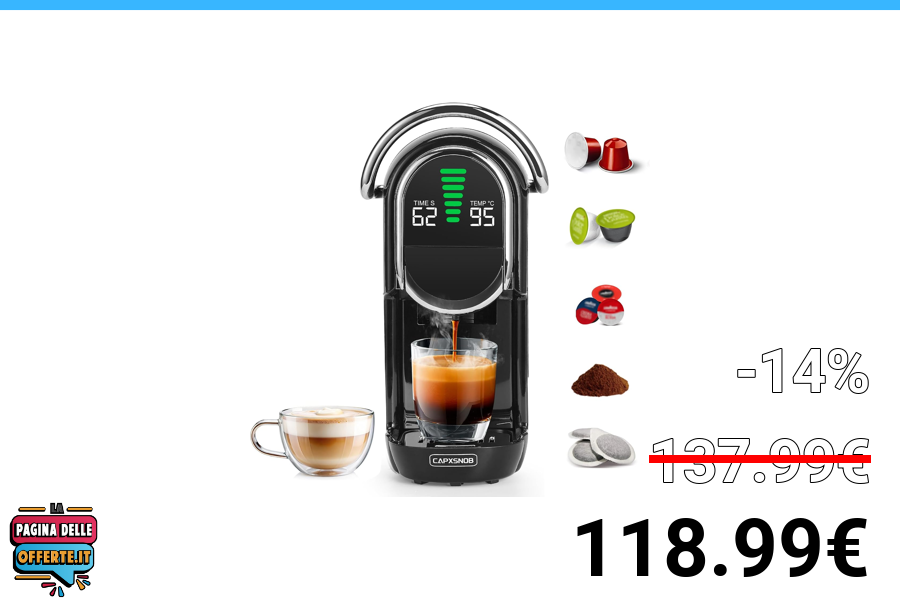 TIME S
TEMP °C
62
95
CAPXSNOB
-14%
137.99€
118.99€
LA
PAGINA DELLE
OFFERTE.IT